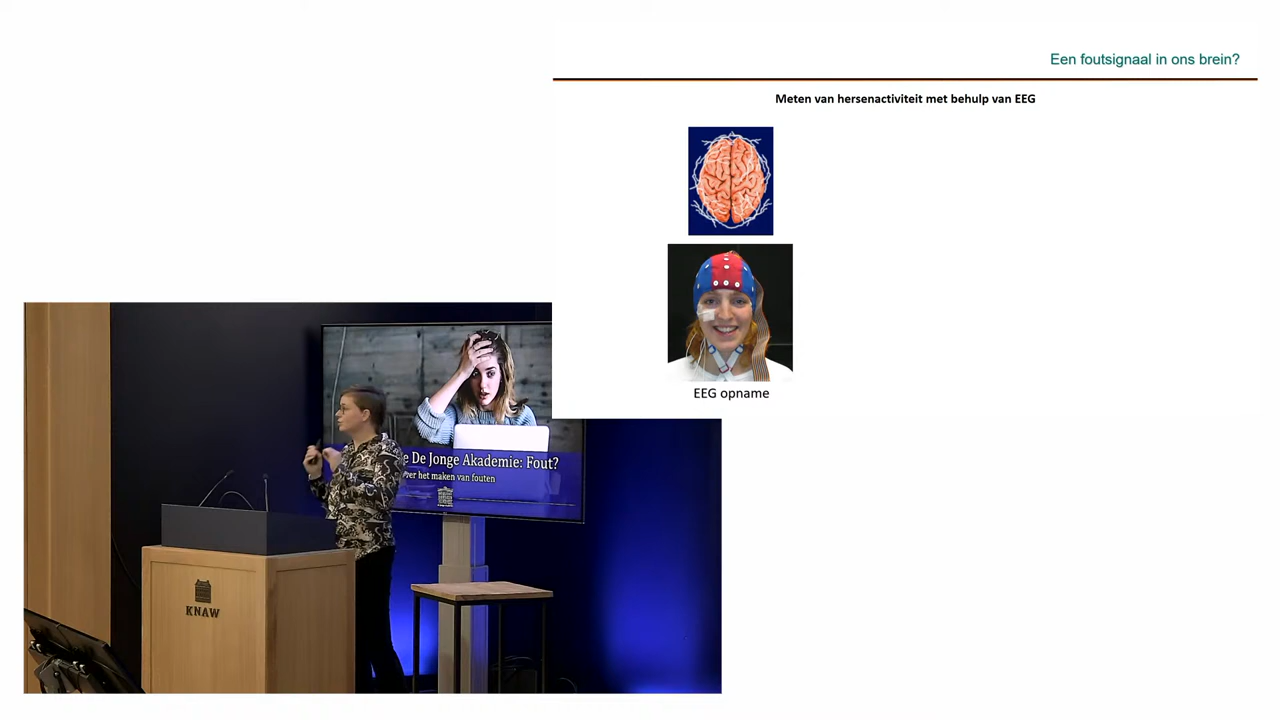 Een foutsignaal in ons brein?
Meten van hersenactiviteit met behulp van EEG
EEG opname
e De Jonge Akademie: Fout?
ver het maken van fouten
KNAW